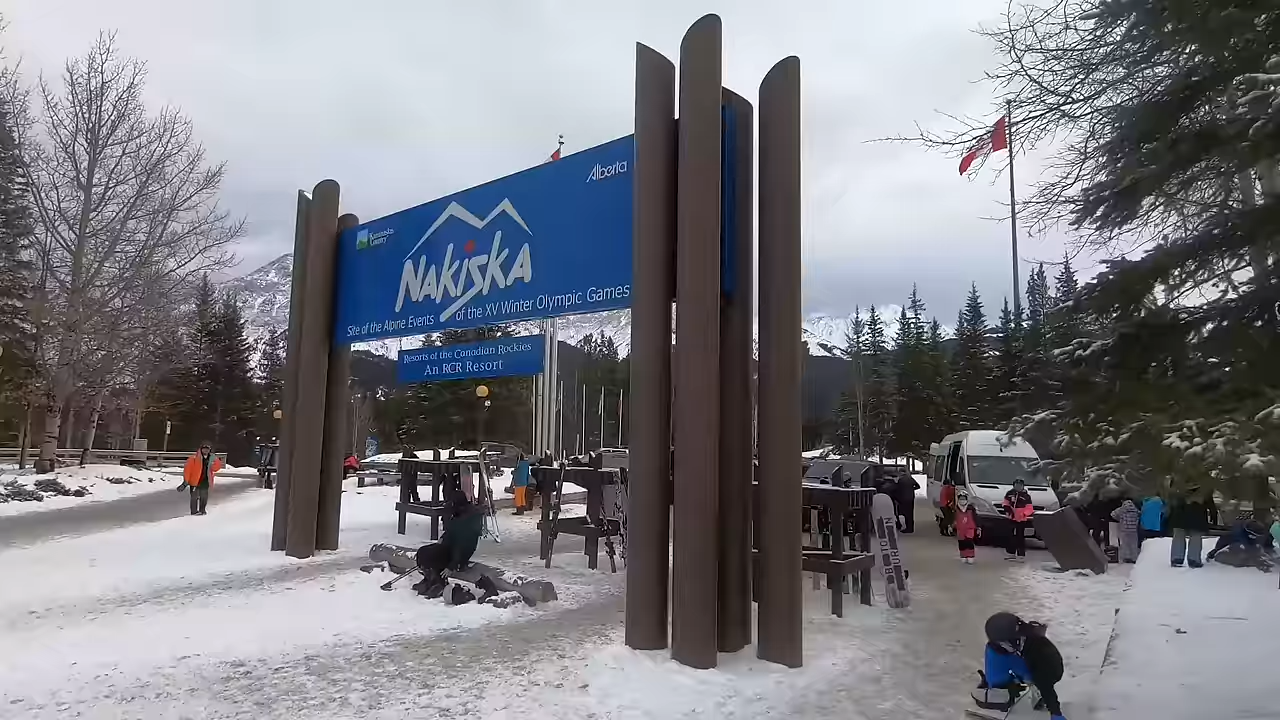 Alberta
Kananaskis
Country
NAKISKA
Site of the Alpine Events of the XV Winter Olympic Games
Resorts of the Canadian Rockies
An RCR Resort
BURTON